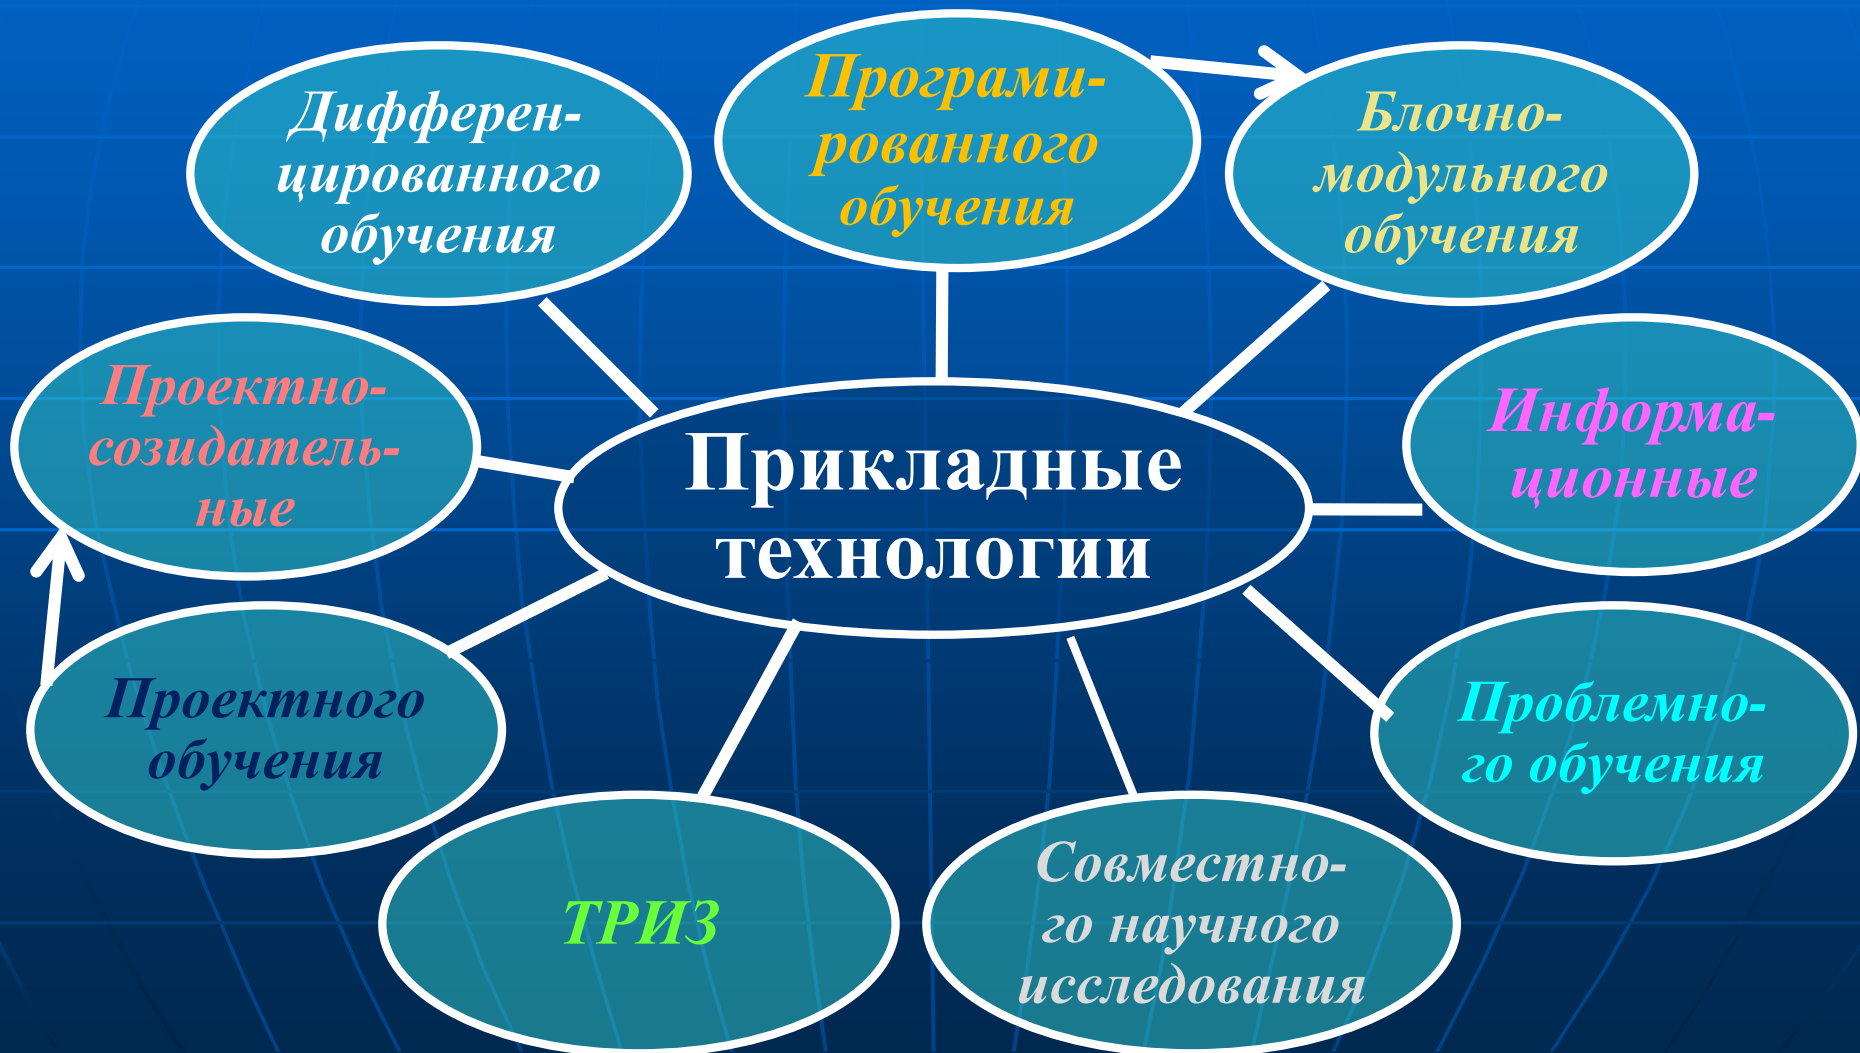 Дифферен-
цированного
обучения
Програми-
рованного
обучения
Блочно-
модульного
обучения
Проектно-
созидатель-
ные
Прикладные
технологии
Информа-
ционные
Проектного
обучения
Проблемно-
го обучения
ТРИЗ
Совместно-
го научного
исследования